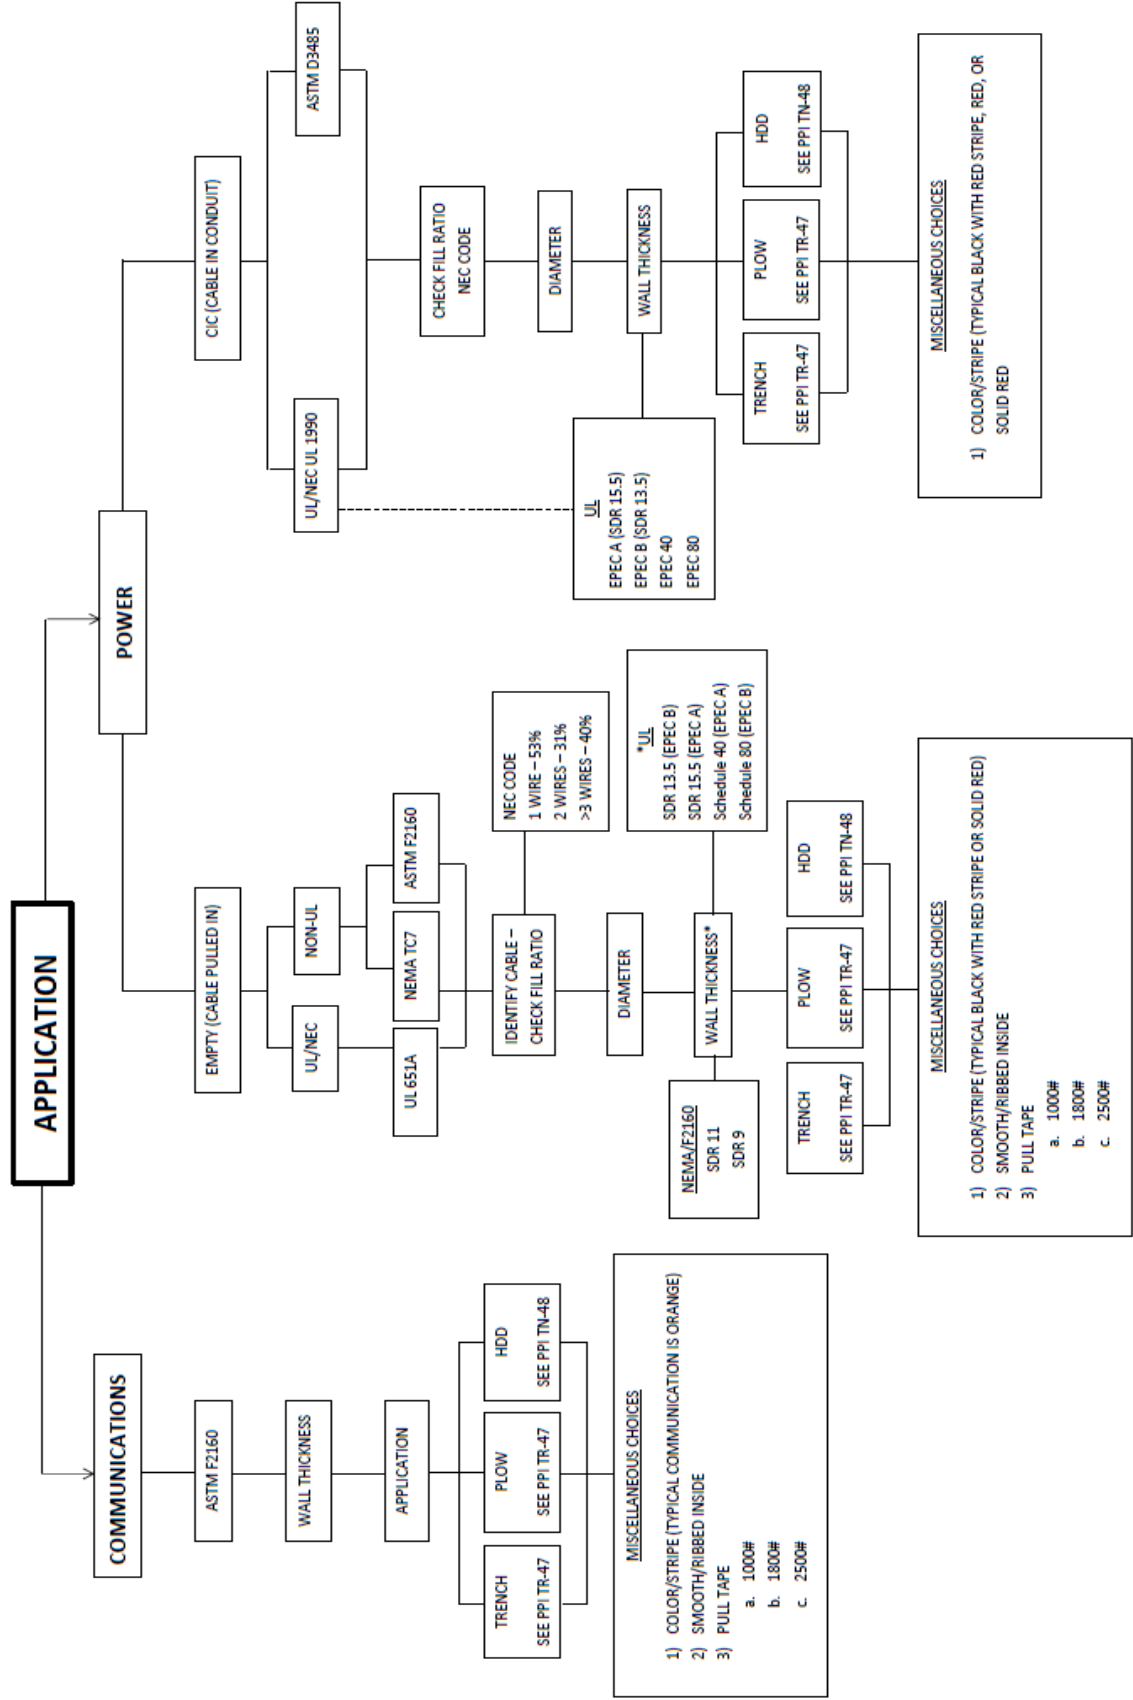 APPLICATION
COMMUNICATIONS
ASTM F2160
WALL THICKNESS
APPLICATION
TRENCH
SEE PPI TR-47
PLOW
SEE PPI TR-47
HDD
SEE PPI TN-48
MISCELLANEOUS CHOICES
1) COLOR/STRIPE (TYPICAL COMMUNICATION IS ORANGE)
2) SMOOTH/RIBBED INSIDE
3) PULL TAPE
a. 1000#
b. 1800#
c. 2500#
POWER
EMPTY (CABLE PULLED IN)
UL/NEC
NON-UL
UL 651A
NEMA TC7
ASTM F2160
IDENTIFY CABLE –
CHECK FILL RATIO
NEC CODE
1 WIRE – 53%
2 WIRES – 31%
>3 WIRES – 40%
DIAMETER
WALL THICKNESS*
NEMA/F2160
SDR 11
SDR 9
*UL
SDR 13.5 (EPEC B)
SDR 15.5 (EPEC A)
Schedule 40 (EPEC A)
Schedule 80 (EPEC B)
TRENCH
SEE PPI TR-47
PLOW
SEE PPI TR-47
HDD
SEE PPI TN-48
MISCELLANEOUS CHOICES
1) COLOR/STRIPE (TYPICAL BLACK WITH RED STRIPE OR SOLID RED)
2) SMOOTH/RIBBED INSIDE
3) PULL TAPE
a. 1000#
b. 1800#
c. 2500#
CIC (CABLE IN CONDUIT)
UL/NEC UL 1990
ASTM D3485
CHECK FILL RATIO
NEC CODE
DIAMETER
WALL THICKNESS
UL
EPEC A (SDR 15.5)
EPEC B (SDR 13.5)
EPEC 40
EPEC 80
TRENCH
SEE PPI TR-47
PLOW
SEE PPI TR-47
HDD
SEE PPI TN-48
MISCELLANEOUS CHOICES
1) COLOR/STRIPE (TYPICAL BLACK WITH RED STRIPE, RED, OR
SOLID RED